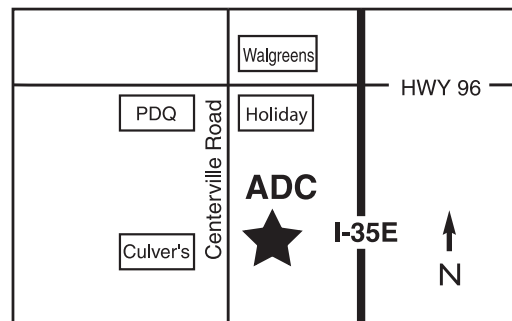 Walgreens
HWY 96
PDQ
Holiday
Centerville Road
ADC
I-35E
Culver's
N